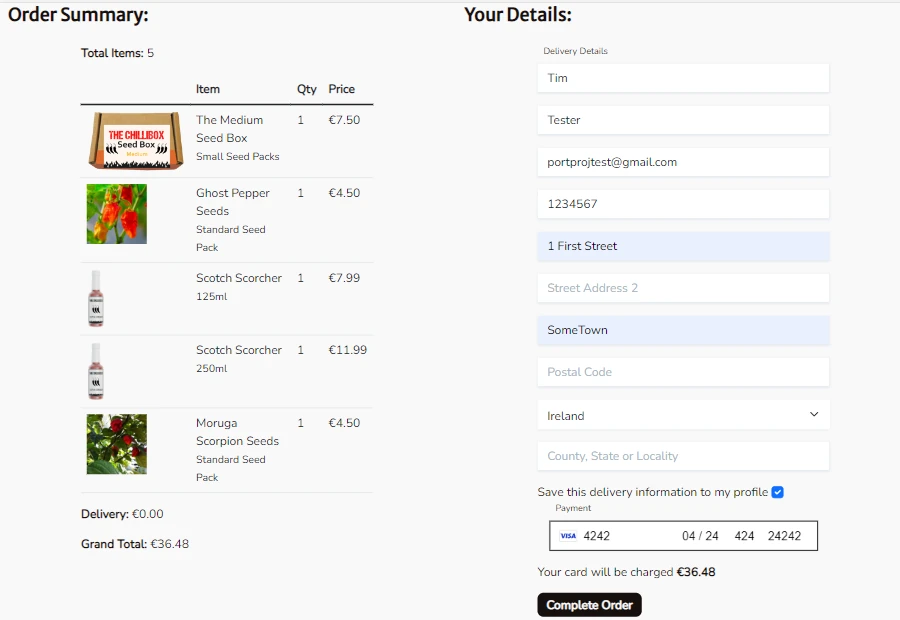 Order Summary:
Total Items: 5
Item Qty Price
THE CHILLIBOX
Seed Box
Medium
The Medium Seed Box
Small Seed Packs
1 €7.50
Ghost Pepper Seeds
Standard Seed Pack
1 €4.50
Scotch Scorcher
125ml
1 €7.99
Scotch Scorcher
250ml
1 €11.99
Moruga Scorpion Seeds
Standard Seed Pack
1 €4.50
Delivery: €0.00
Grand Total: €36.48
Your Details:
Delivery Details
Tim
Tester
portprojtest@gmail.com
1234567
1 First Street
Street Address 2
SomeTown
Postal Code
Ireland
County, State or Locality
Save this delivery information to my profile
Payment
VISA 4242 04 / 24 424 24242
Your card will be charged €36.48
Complete Order